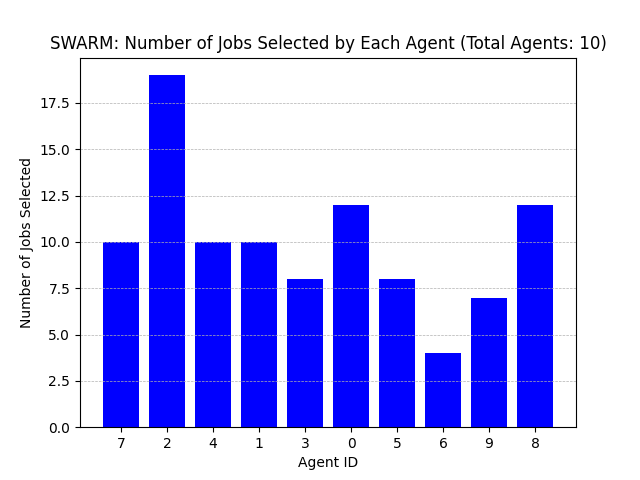 SWARM: Number of Jobs Selected by Each Agent (Total Agents: 10)
Number of Jobs Selected
17.5
15.0
12.5
10.0
7.5
5.0
2.5
0.0
7 2 4 1 3 0 5 6 9 8
Agent ID